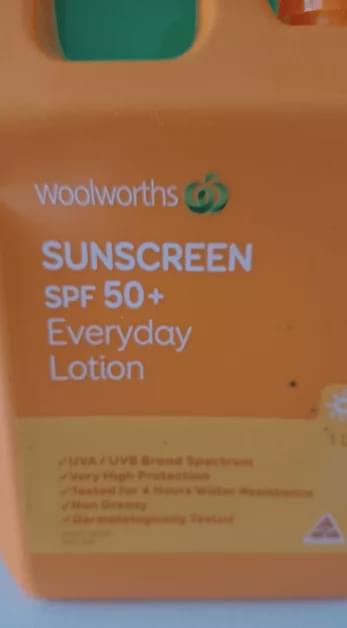 woolworths
SUNSCREEN
SPF 50+
Everyday
Lotion
1 L
✓UVA / UVB Broad Spectrum
✓Very High Protection
✓Tested for 4 Hours Water Resistance
✓Non Greasy
✓Dermatologically Tested